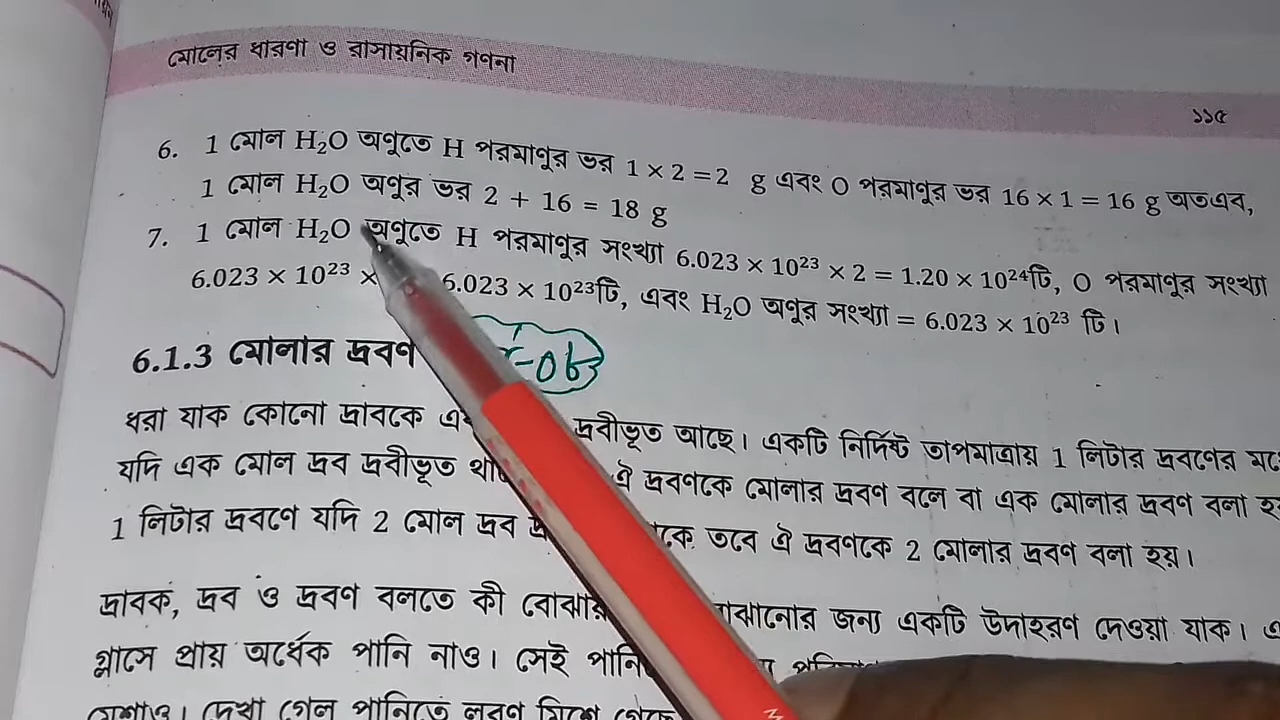 মোলের ধারণা ও রাসায়নিক গণনা
১১৫
6. 1 মোল H₂O অণুতে H পরমাণুর ভর 1 × 2 = 2 g এবং O পরমাণুর ভর 16 × 1 = 16 g অতএব,
1 মোল H₂O অণুর ভর 2 + 16 = 18 g
7. 1 মোল H₂O অণুতে H পরমাণুর সংখ্যা 6.023 × 10²³ × 2 = 1.20 × 10²⁴টি, O পরমাণুর সংখ্যা
6.023 × 10²³ × 6.023 × 10²³টি, এবং H₂O অণুর সংখ্যা = 6.023 × 10²³ টি।
6.1.3 মোলার দ্রবণ
ধরা যাক কোনো দ্রাবকে দ্রবীভূত আছে। একটি নির্দিষ্ট তাপমাত্রায় 1 লিটার দ্রবণের
যদি এক মোল দ্রব দ্রবীভূত ঐ দ্রবণকে মোলার দ্রবণ বলে বা এক মোলার দ্রবণ বলা
1 লিটার দ্রবণে যদি 2 মোল দ্রব তবে ঐ দ্রবণকে 2 মোলার দ্রবণ বলা হয়।
দ্রাবক, দ্রব ও দ্রবণ বলতে কী বোঝায় জন্য একটি উদাহরণ দেওয়া যাক।
গ্লাসে প্রায় অর্ধেক পানি নাও। সেই
দেখা গেল পানিতে লবণ মিশে গেছে